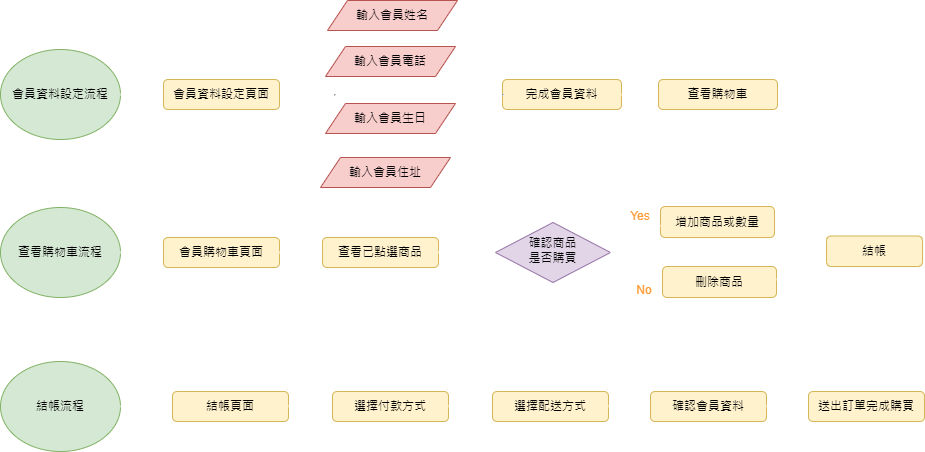 輸入會員姓名
輸入會員電話
會員資料設定流程
會員資料設定頁面
完成會員資料
查看購物車
輸入會員生日
輸入會員住址
查看購物車流程
會員購物車頁面
查看已點選商品
確認商品
是否購買
Yes
增加商品或數量
No
刪除商品
結帳
結帳流程
結帳頁面
選擇付款方式
選擇配送方式
確認會員資料
送出訂單完成購買